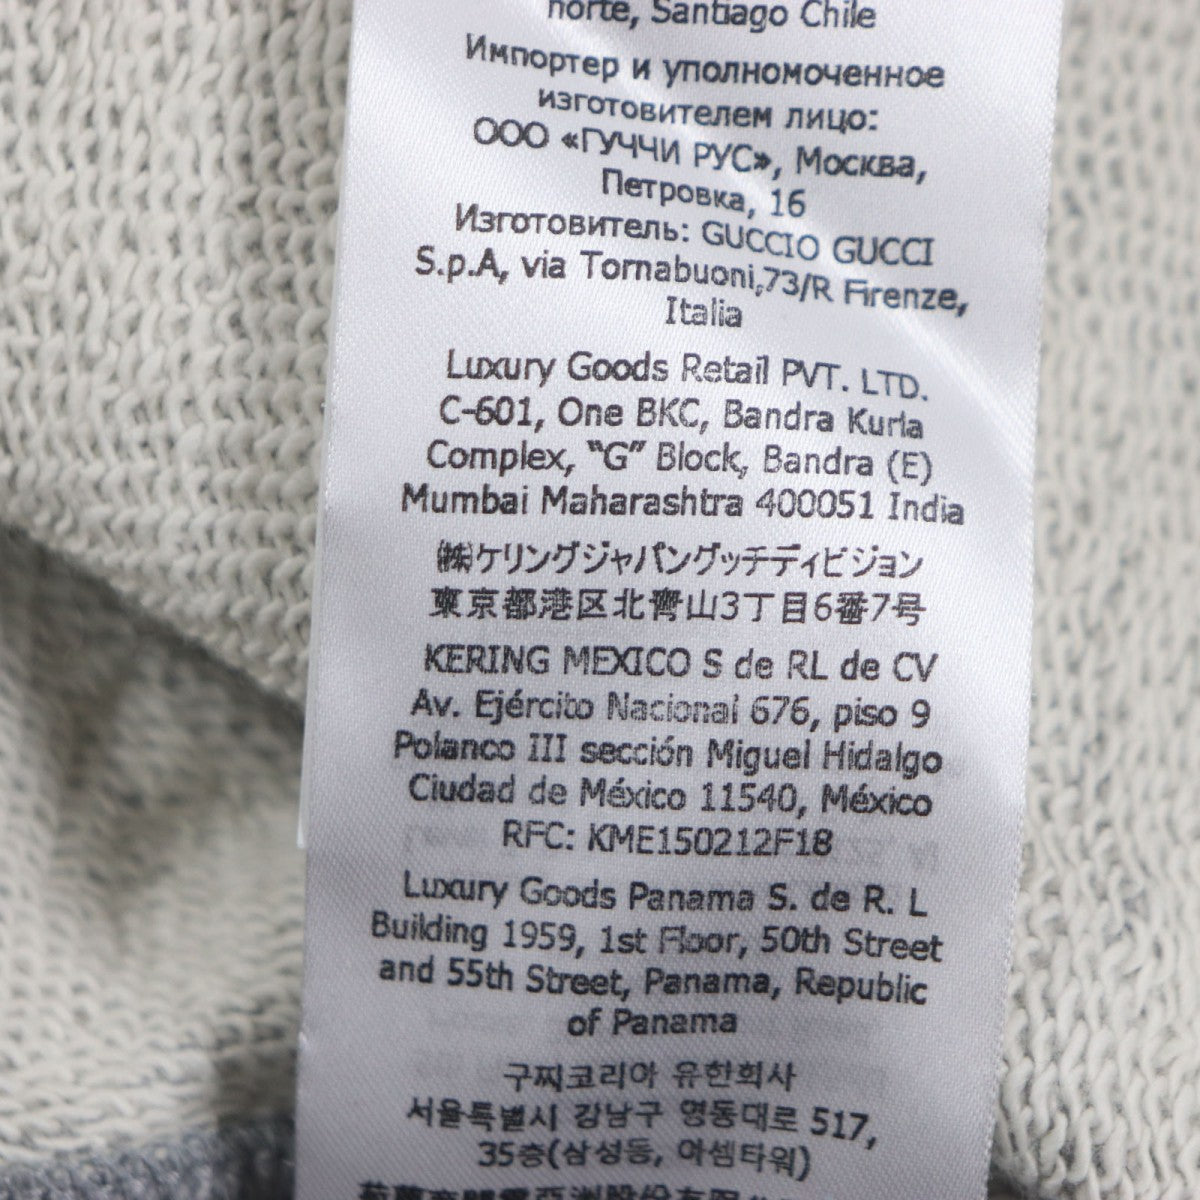 norte, Santiago Chile
Импортер и уполномоченное
изготовителем лицо:
ООО «ГУЧЧИ РУС», Москва,
Петровка, 16
Изготовитель: GUCCIO GUCCI
S.p.A, via Tornabuoni,73/R Firenze,
Italia
Luxury Goods Retail PVT. LTD.
C-601, One BKC, Bandra Kurla
Complex, “G” Block, Bandra (E)
Mumbai Maharashtra 400051 India
㈱ケリングジャパングッチディビジョン
東京都港区北青山3丁目6番7号
KERING MEXICO S de RL de CV
Av. Ejército Nacional 676, piso 9
Polanco III sección Miguel Hidalgo
Ciudad de México 11540, México
RFC: KME150212F18
Luxury Goods Panama S. de R. L
Building 1959, 1st Floor, 50th Street
and 55th Street, Panama, Republic
of Panama
구찌코리아 유한회사
서울특별시 강남구 영동대로 517,
35층(삼성동, 아셈타워)